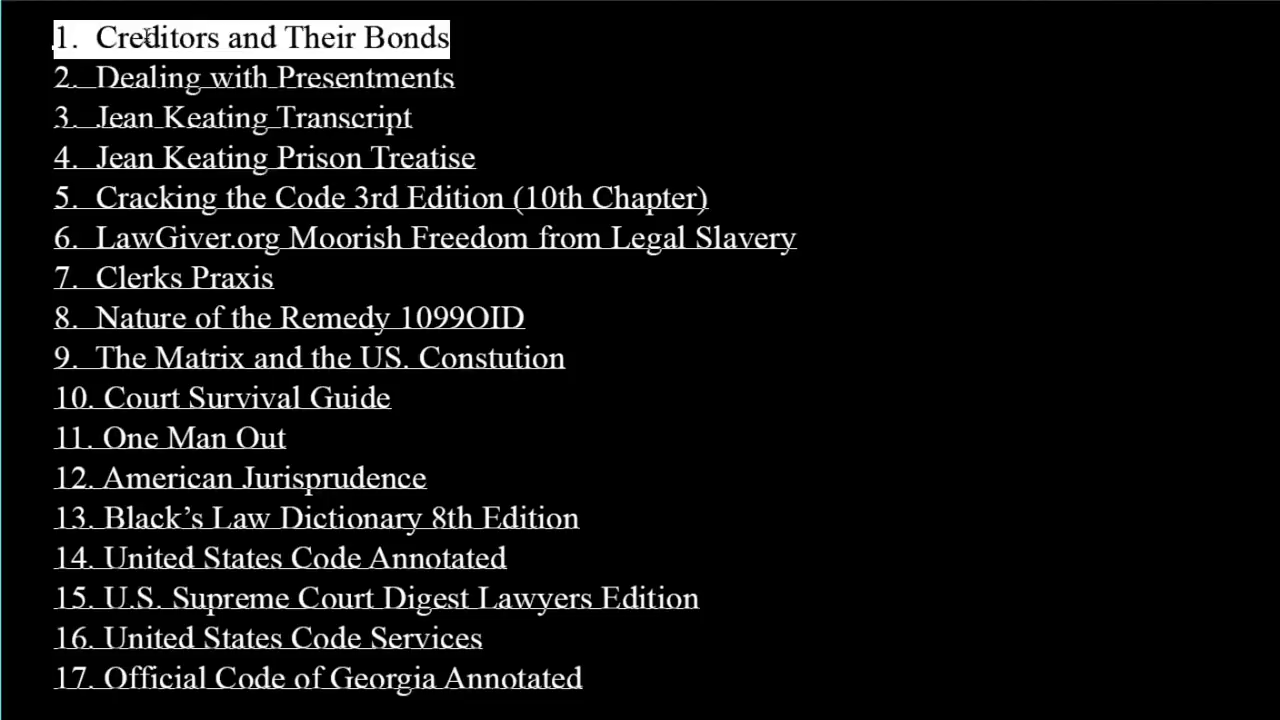 1. Creditors and Their Bonds
2. Dealing with Presentments
3. Jean Keating Transcript
4. Jean Keating Prison Treatise
5. Cracking the Code 3rd Edition (10th Chapter)
6. LawGiver.org Moorish Freedom from Legal Slavery
7. Clerks Praxis
8. Nature of the Remedy 1099OID
9. The Matrix and the US. Constution
10. Court Survival Guide
11. One Man Out
12. American Jurisprudence
13. Black’s Law Dictionary 8th Edition
14. United States Code Annotated
15. U.S. Supreme Court Digest Lawyers Edition
16. United States Code Services
17. Official Code of Georgia Annotated